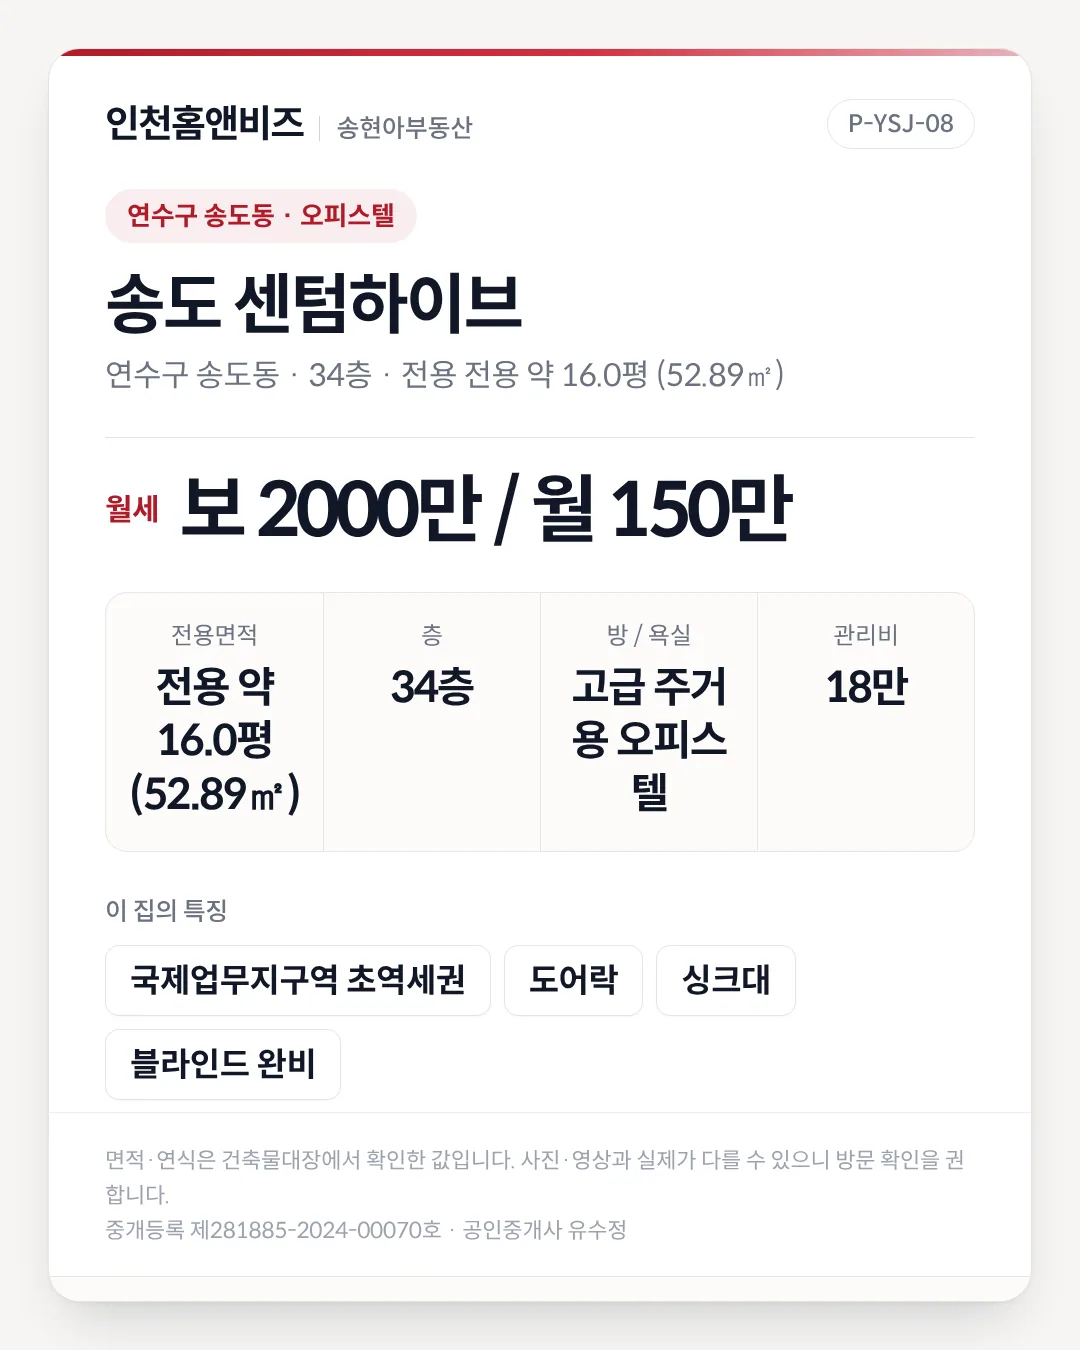 인천홈앤비즈 | 송현아부동산
P-YSJ-08
연수구 송도동 · 오피스텔
송도 센텀하이브
연수구 송도동 · 34층 · 전용 전용 약 16.0평 (52.89㎡)
월세 보 2000만 / 월 150만
전용면적
전용 약
16.0평
(52.89㎡)
층
34층
방 / 욕실
고급 주거
용 오피스
텔
관리비
18만
이 집의 특징
국제업무지구역 초역세권
도어락
싱크대
블라인드 완비
면적·연식은 건축물대장에서 확인한 값입니다. 사진·영상과 실제가 다를 수 있으니 방문 확인을 권
합니다.
중개등록 제281885-2024-00070호 · 공인중개사 유수정